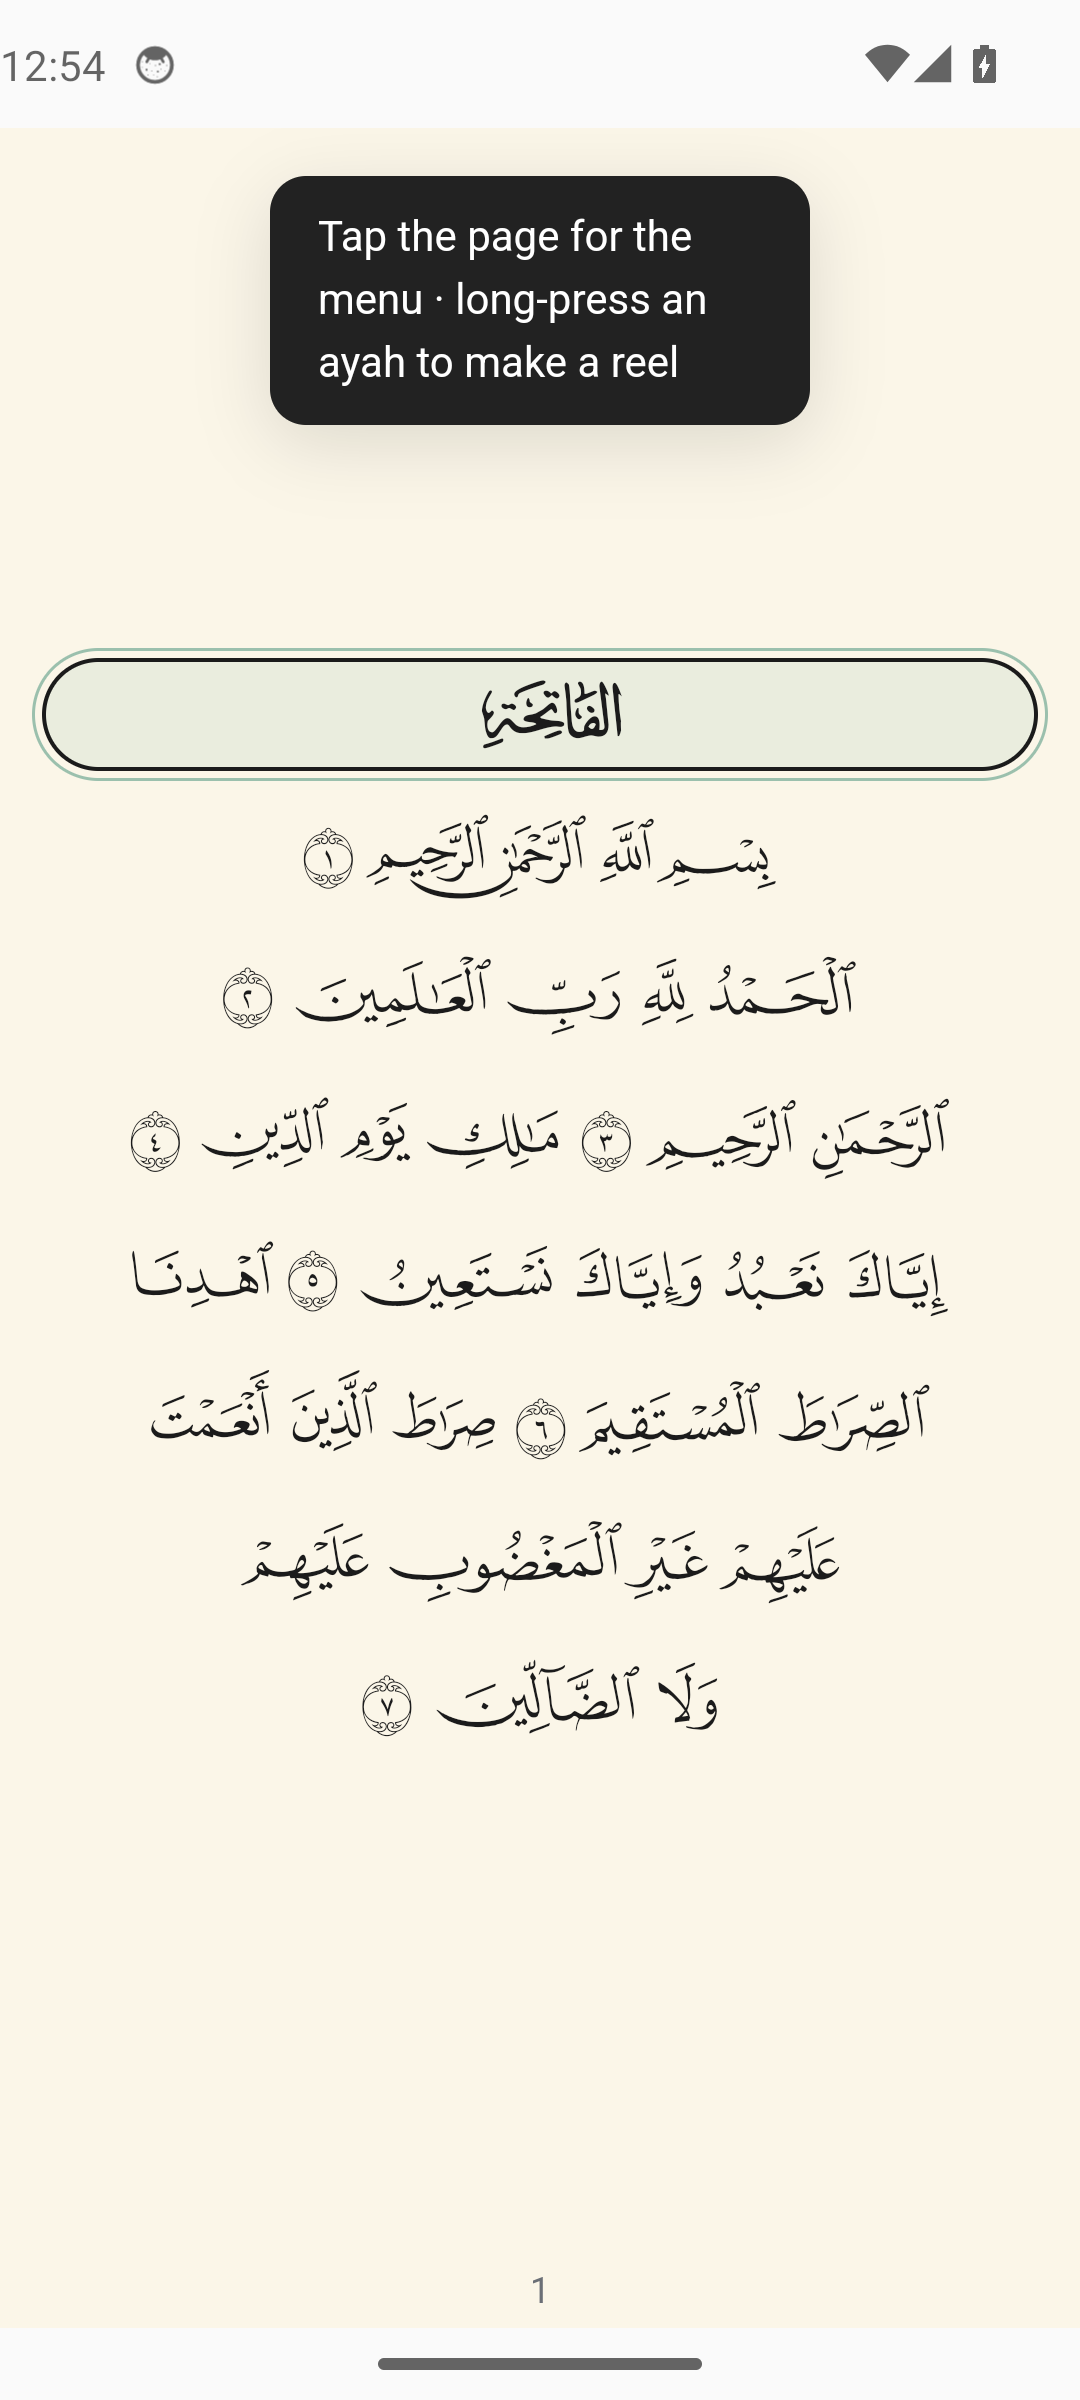 12:54
Tap the page for the
menu · long-press an
ayah to make a reel
الفَاتِحَةِ
بِسْمِ ٱللَّهِ ٱلرَّحْمَٰنِ ٱلرَّحِيمِ ١
ٱلْحَمْدُ لِلَّهِ رَبِّ ٱلْعَٰلَمِينَ ٢
ٱلرَّحْمَٰنِ ٱلرَّحِيمِ ٣ مَٰلِكِ يَوْمِ ٱلدِّينِ ٤
إِيَّاكَ نَعْبُدُ وَإِيَّاكَ نَسْتَعِينُ ٥ ٱهْدِنَا
ٱلصِّرَٰطَ ٱلْمُسْتَقِيمَ ٦ صِرَٰطَ ٱلَّذِينَ أَنْعَمْتَ
عَلَيْهِمْ غَيْرِ ٱلْمَغْضُوبِ عَلَيْهِمْ
وَلَا ٱلضَّآلِّينَ ٧
1